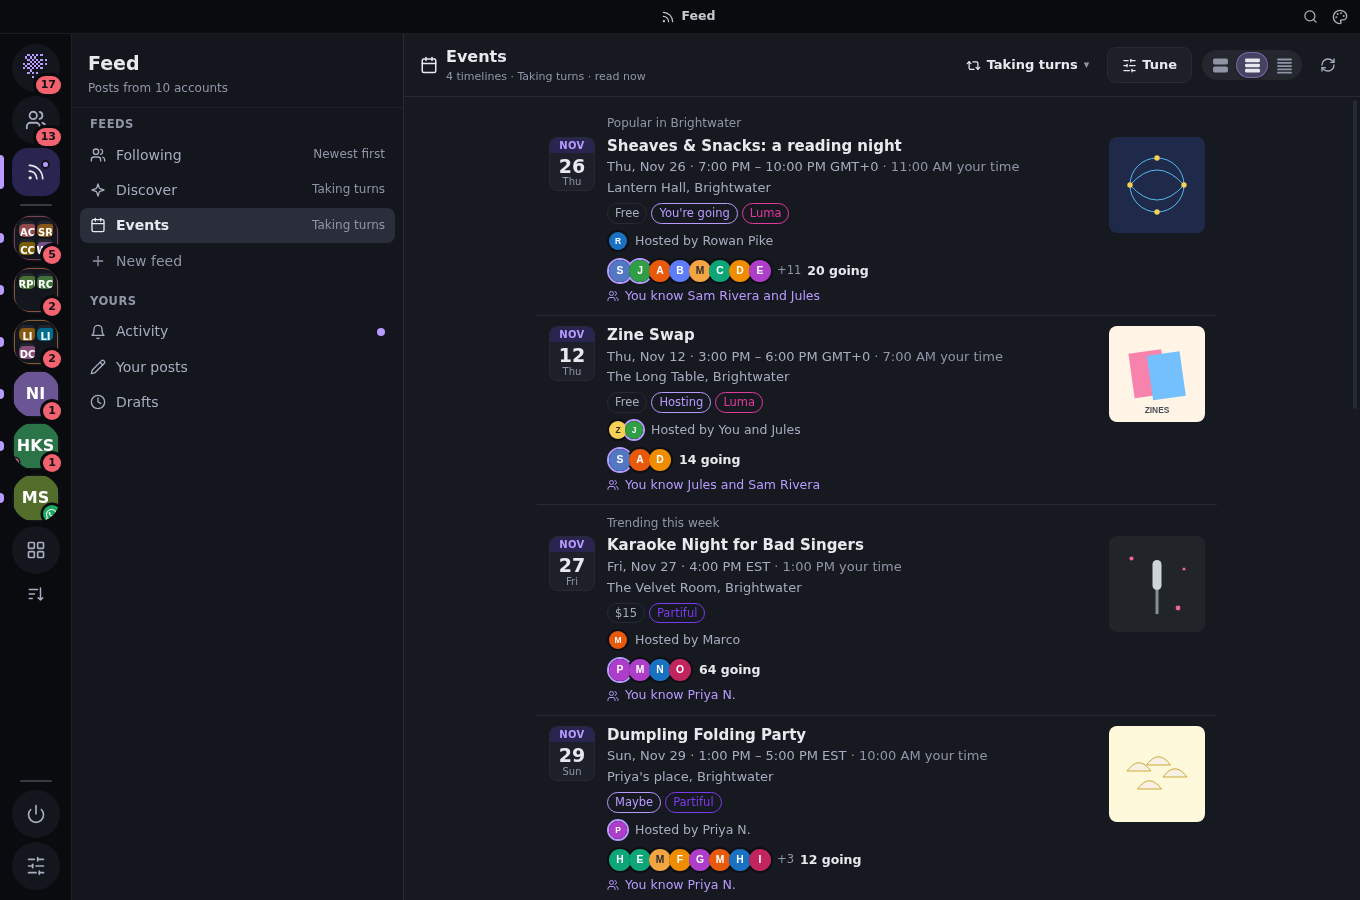 Feed
17
13
AC SR
CC
5
RP RC
2
LI LI
DC
2
NI
1
HKS
1
MS
Feed
Posts from 10 accounts
FEEDS
Following Newest first
Discover Taking turns
Events Taking turns
New feed
YOURS
Activity
Your posts
Drafts
Events
4 timelines · Taking turns · read now
Taking turns ▾
Tune
Popular in Brightwater
NOV
26
Thu
Sheaves & Snacks: a reading night
Thu, Nov 26 · 7:00 PM – 10:00 PM GMT+0 · 11:00 AM your time
Lantern Hall, Brightwater
Free You're going Luma
R Hosted by Rowan Pike
S J A B M C D E +11 20 going
You know Sam Rivera and Jules
NOV
12
Thu
Zine Swap
Thu, Nov 12 · 3:00 PM – 6:00 PM GMT+0 · 7:00 AM your time
The Long Table, Brightwater
Free Hosting Luma
Z J Hosted by You and Jules
S A D 14 going
You know Jules and Sam Rivera
ZINES
Trending this week
NOV
27
Fri
Karaoke Night for Bad Singers
Fri, Nov 27 · 4:00 PM EST · 1:00 PM your time
The Velvet Room, Brightwater
$15 Partiful
M Hosted by Marco
P M N O 64 going
You know Priya N.
NOV
29
Sun
Dumpling Folding Party
Sun, Nov 29 · 1:00 PM – 5:00 PM EST · 10:00 AM your time
Priya's place, Brightwater
Maybe Partiful
P Hosted by Priya N.
H E M F G M H I +3 12 going
You know Priya N.